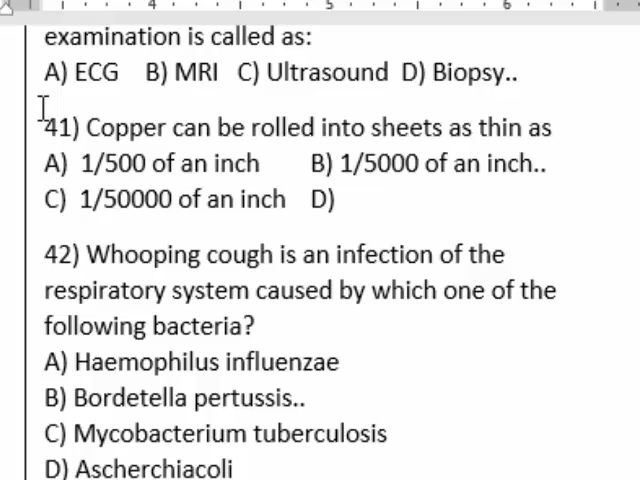 4 5 6
examination is called as:
A) ECG B) MRI C) Ultrasound D) Biopsy..
41) Copper can be rolled into sheets as thin as
A) 1/500 of an inch B) 1/5000 of an inch..
C) 1/50000 of an inch D)
42) Whooping cough is an infection of the
respiratory system caused by which one of the
following bacteria?
A) Haemophilus influenzae
B) Bordetella pertussis..
C) Mycobacterium tuberculosis
D) Ascherchiacoli